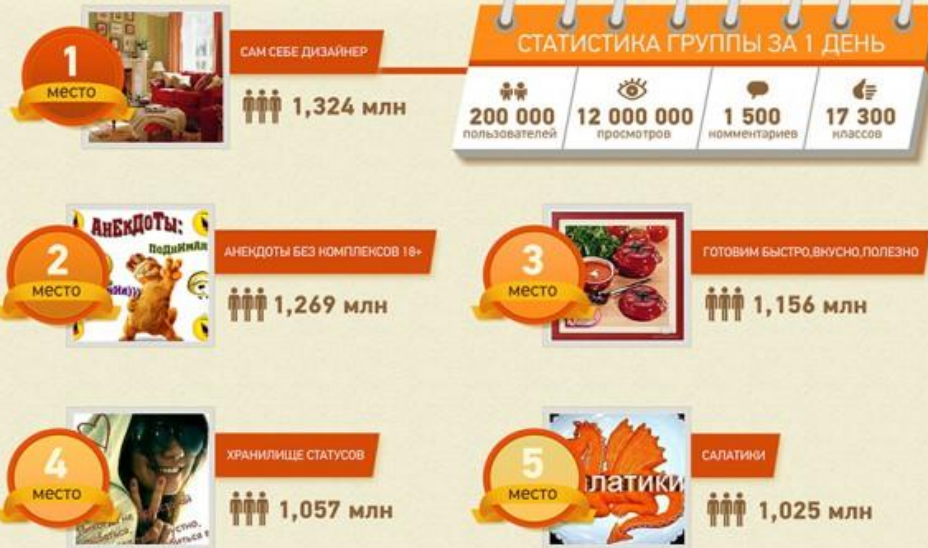 1
место
САМ СЕБЕ ДИЗАЙНЕР
1,324 млн
СТАТИСТИКА ГРУППЫ ЗА 1 ДЕНЬ
200 000
пользователей
12 000 000
просмотров
1 500
комментариев
17 300
классов
2
место
АНЕКДОТЫ:
АНЕКДОТЫ БЕЗ КОМПЛЕКСОВ 18+
1,269 млн
3
место
ГОТОВИМ БЫСТРО,ВКУСНО,ПОЛЕЗНО
1,156 млн
4
место
ХРАНИЛИЩЕ СТАТУСОВ
1,057 млн
5
место
латики
САЛАТИКИ
1,025 млн